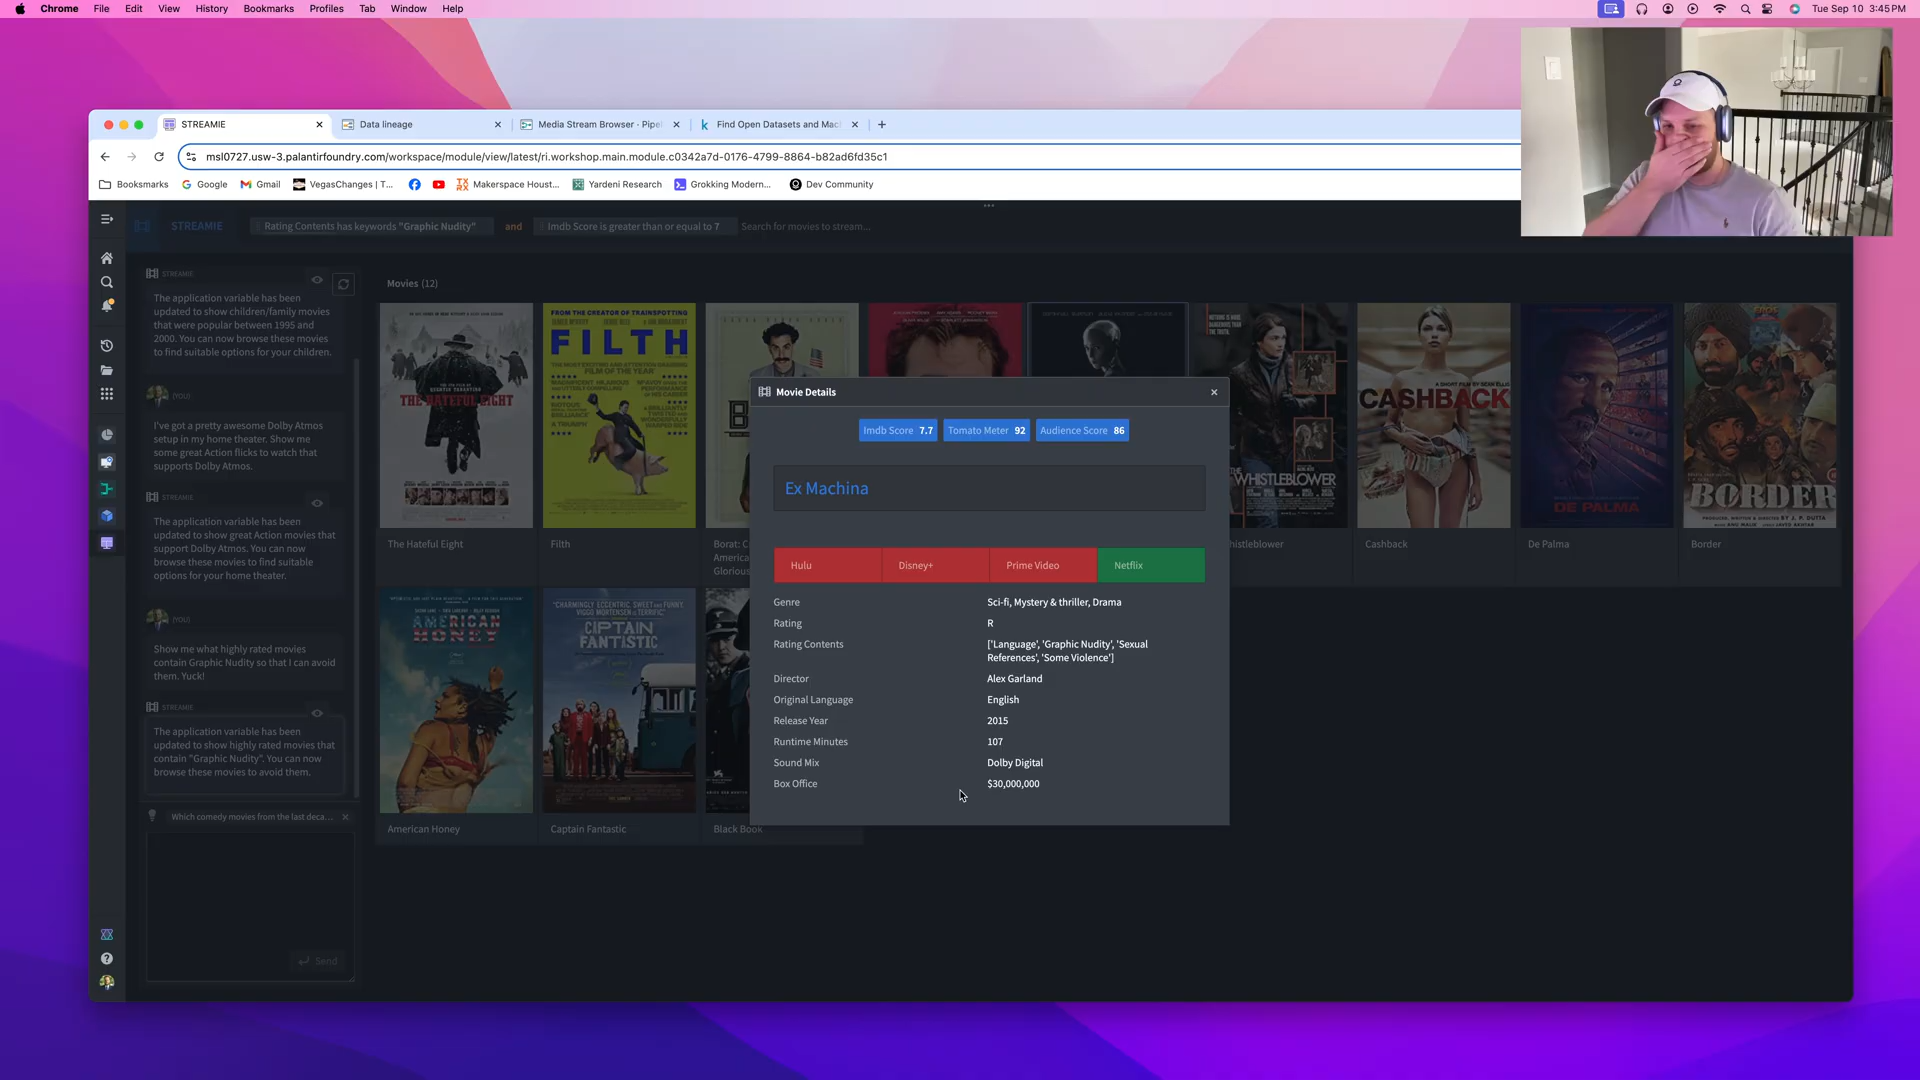 Chrome File Edit View History Bookmarks Profiles Tab Window Help
Tue Sep 10 3:45 PM
STREAMIE
Data lineage
Media Stream Browser · Pipel
Find Open Datasets and Mac
msl0727.usw-3.palantirfoundry.com/workspace/module/view/latest/ri.workshop.main.module.c0342a7d-0176-4799-8864-b82ad6fd35c1
Bookmarks
Google
Gmail
VegasChanges | T...
Makerspace Houst...
Yardeni Research
Grokking Modern...
Dev Community
STREAMIE
Rating Contents has keywords "Graphic Nudity" and Imdb Score is greater than or equal to 7 Search for movies to stream...
STREAMIE
The application variable has been
updated to show children/family movies
that were popular between 1995 and
2000. You can now browse these movies
to find suitable options for your children.
(YOU)
I've got a pretty awesome Dolby Atmos
setup in my home theater. Show me
some great Action flicks to watch that
supports Dolby Atmos.
STREAMIE
The application variable has been
updated to show great Action movies that
support Dolby Atmos. You can now
browse these movies to find suitable
options for your home theater.
(YOU)
Show me what highly rated movies
contain Graphic Nudity so that I can avoid
them. Yuck!
STREAMIE
The application variable has been
updated to show highly rated movies that
contain "Graphic Nudity". You can now
browse these movies to avoid them.
Which comedy movies from the last deca...
Send
Movies (12)
THE HATEFUL EIGHT
The Hateful Eight
FROM THE CREATOR OF TRAINSPOTTING
FILTH
Filth
Borat: C
America
Glorious
WHISTLEBLOWER
histleblower
A SHORT FILM BY SEAN ELLIS
CASHBACK
Cashback
DE PALMA
De Palma
BORDER
Border
AMERICAN
HONEY
American Honey
CAPTAIN
FANTASTIC
Captain Fantastic
Black Book
Movie Details
Imdb Score 7.7
Tomato Meter 92
Audience Score 86
Ex Machina
Hulu
Disney+
Prime Video
Netflix
Genre Sci-fi, Mystery & thriller, Drama
Rating R
Rating Contents ['Language', 'Graphic Nudity', 'Sexual
References', 'Some Violence']
Director Alex Garland
Original Language English
Release Year 2015
Runtime Minutes 107
Sound Mix Dolby Digital
Box Office $30,000,000